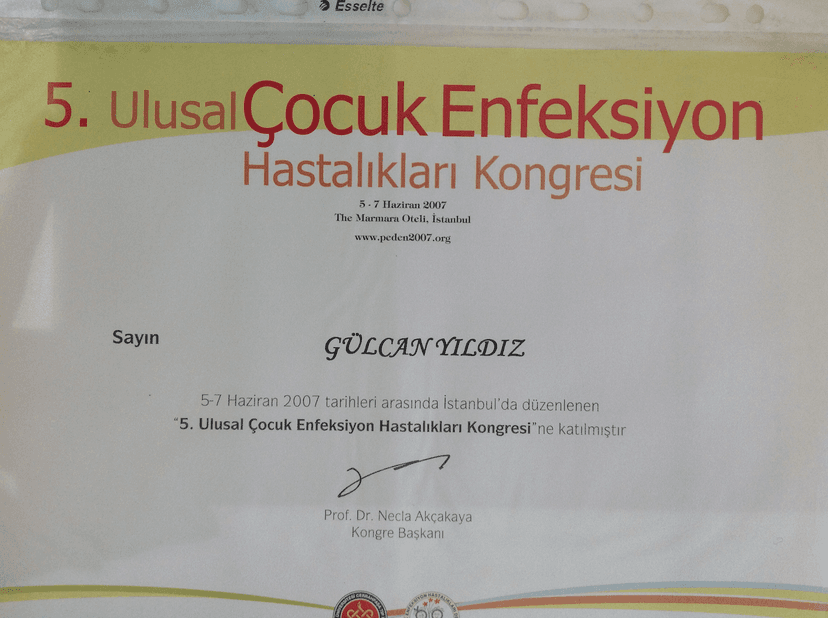 Esselte
5. Ulusal Çocuk Enfeksiyon
Hastalıkları Kongresi
5 - 7 Haziran 2007
The Marmara Oteli, İstanbul
www.peden2007.org
Sayın
GÜLCAN YILDIZ
5-7 Haziran 2007 tarihleri arasında İstanbul'da düzenlenen
"5. Ulusal Çocuk Enfeksiyon Hastalıkları Kongresi"ne katılmıştır
Prof. Dr. Necla Akçakaya
Kongre Başkanı